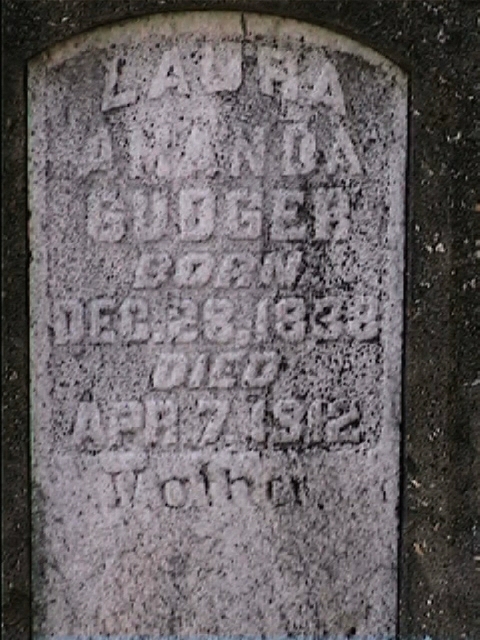 LAURA
AMANDA
GUDGER
BORN
DEC. 28, 1838
DIED
APR. 7, 1912
Mother